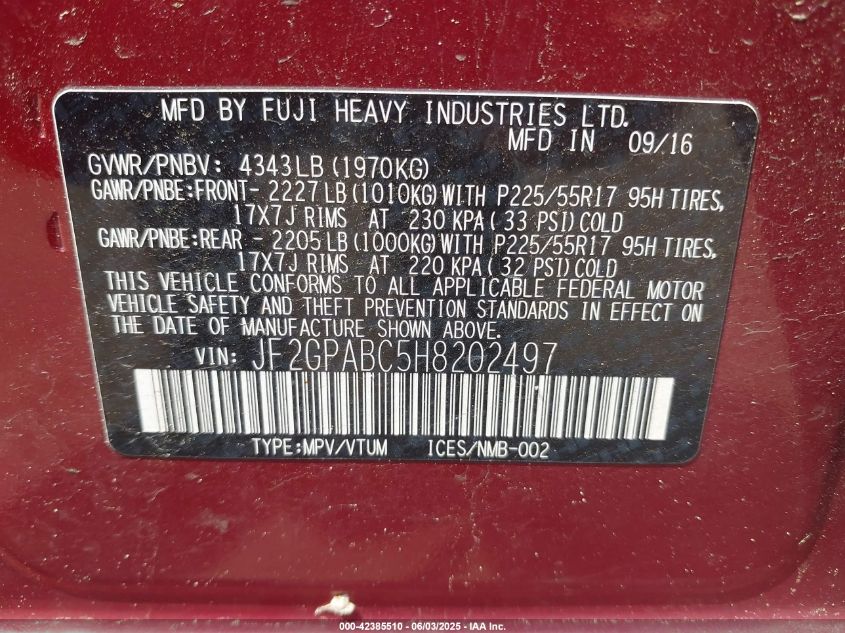 MFD BY FUJI HEAVY INDUSTRIES LTD.
MFD IN 09/16
GVWR/PNBV: 4343LB(1970KG)
GAWR/PNBE:FRONT- 2227LB(1010KG)WITH P225/55R17 95H TIRES,
17X7J RIMS AT 230 KPA(33 PSI)COLD
GAWR/PNBE:REAR - 2205LB(1000KG)WITH P225/55R17 95H TIRES,
17X7J RIMS AT 220 KPA(32 PSI)COLD
THIS VEHICLE CONFORMS TO ALL APPLICABLE FEDERAL MOTOR
VEHICLE SAFETY AND THEFT PREVENTION STANDARDS IN EFFECT ON
THE DATE OF MANUFACTURE SHOWN ABOVE.
VIN: JF2GPABC5H8202497
TYPE:MPV/VTUM ICES/NMB-002
000-42385510 - 06/03/2025 - IAA Inc.